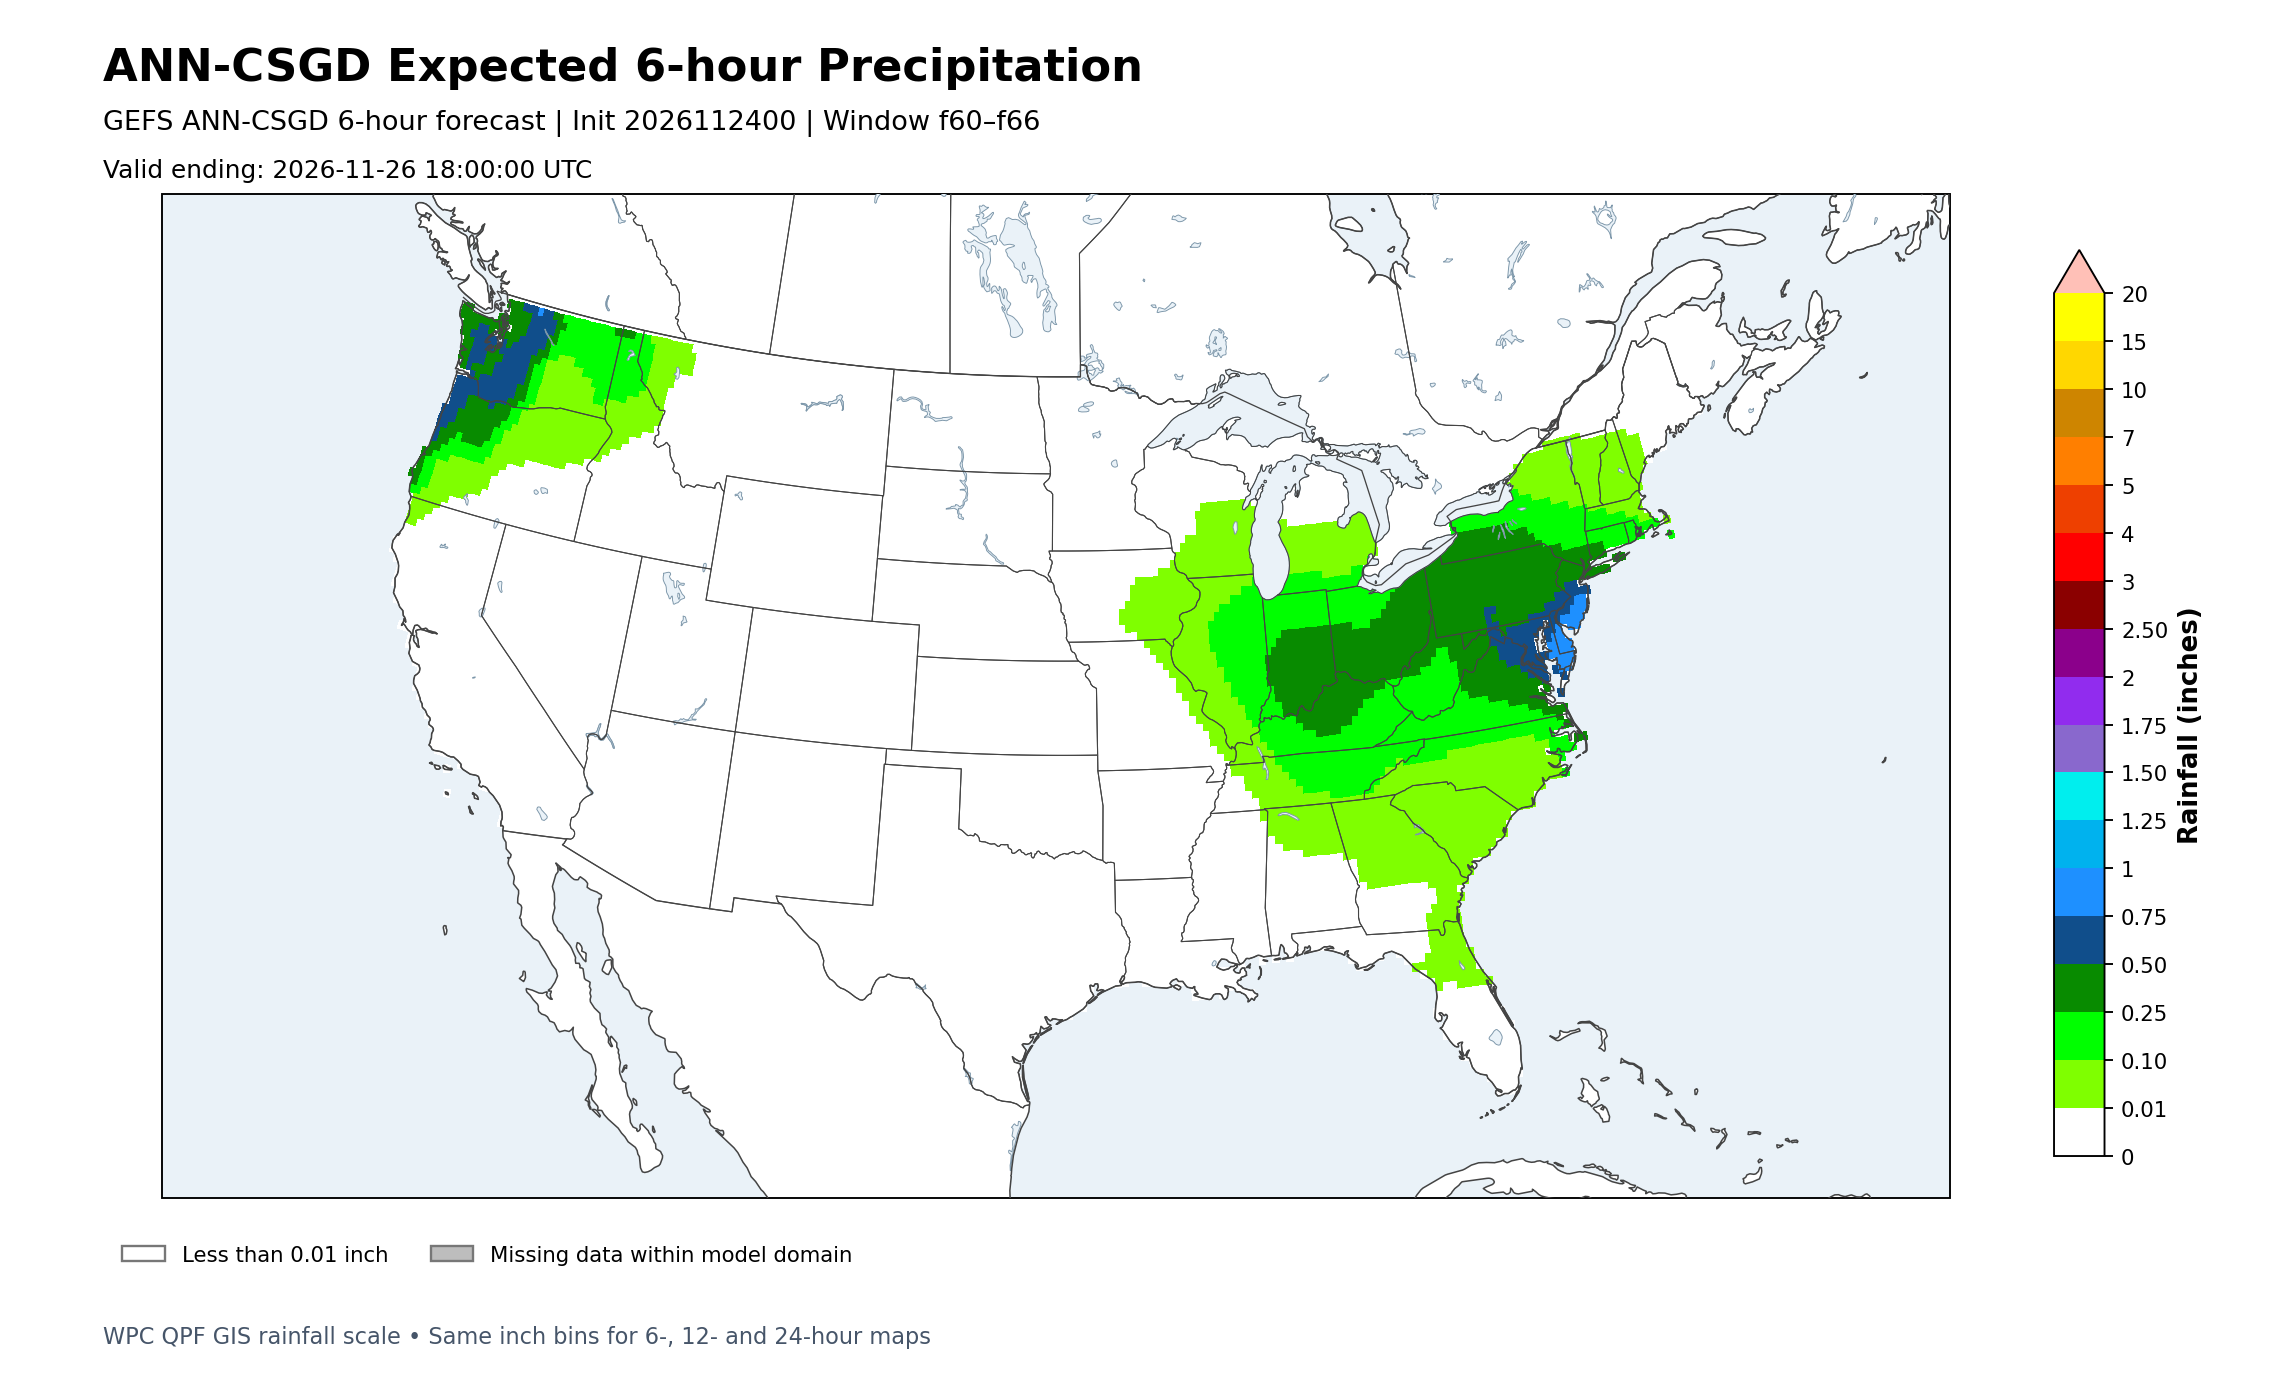 ANN-CSGD Expected 6-hour Precipitation
GEFS ANN-CSGD 6-hour forecast | Init 2026112400 | Window f60–f66
Valid ending: 2026-11-26 18:00:00 UTC
20
15
10
7
5
4
3
2.50
2
1.75
1.50
1.25
1
0.75
0.50
0.25
0.10
0.01
0
Rainfall (inches)
Less than 0.01 inch
Missing data within model domain
WPC QPF GIS rainfall scale • Same inch bins for 6-, 12- and 24-hour maps